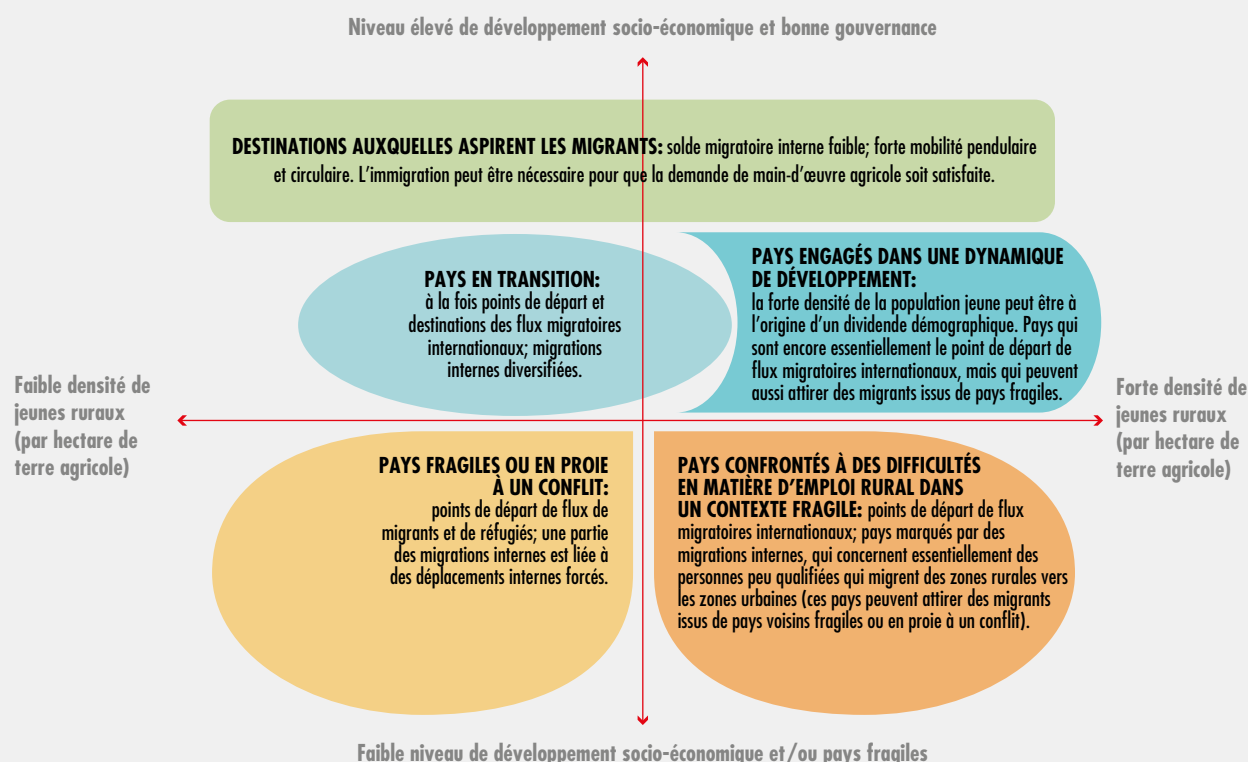 Niveau élevé de développement socio-économique et bonne gouvernance
DESTINATIONS AUXQUELLES ASPIRENT LES MIGRANTS: solde migratoire interne faible; forte mobilité pendulaire
et circulaire. L’immigration peut être nécessaire pour que la demande de main-d’œuvre agricole soit satisfaite.
PAYS EN TRANSITION:
à la fois points de départ et
destinations des flux migratoires
internationaux; migrations
internes diversifiées.
PAYS ENGAGÉS DANS UNE DYNAMIQUE
DE DÉVELOPPEMENT:
la forte densité de la population jeune peut être à
l’origine d’un dividende démographique. Pays qui
sont encore essentiellement le point de départ de
flux migratoires internationaux, mais qui peuvent
aussi attirer des migrants issus de pays fragiles.
Faible densité de
jeunes ruraux
(par hectare de
terre agricole)
Forte densité de
jeunes ruraux
(par hectare de
terre agricole)
PAYS FRAGILES OU EN PROIE
À UN CONFLIT:
points de départ de flux de
migrants et de réfugiés; une partie
des migrations internes est liée à
des déplacements internes forcés.
PAYS CONFRONTÉS À DES DIFFICULTÉS
EN MATIÈRE D’EMPLOI RURAL DANS
UN CONTEXTE FRAGILE: points de départ de flux
migratoires internationaux; pays marqués par des
migrations internes, qui concernent essentiellement des
personnes peu qualifiées qui migrent des zones rurales vers
les zones urbaines (ces pays peuvent attirer des migrants
issus de pays voisins fragiles ou en proie à un conflit).
Faible niveau de développement socio-économique et/ou pays fragiles